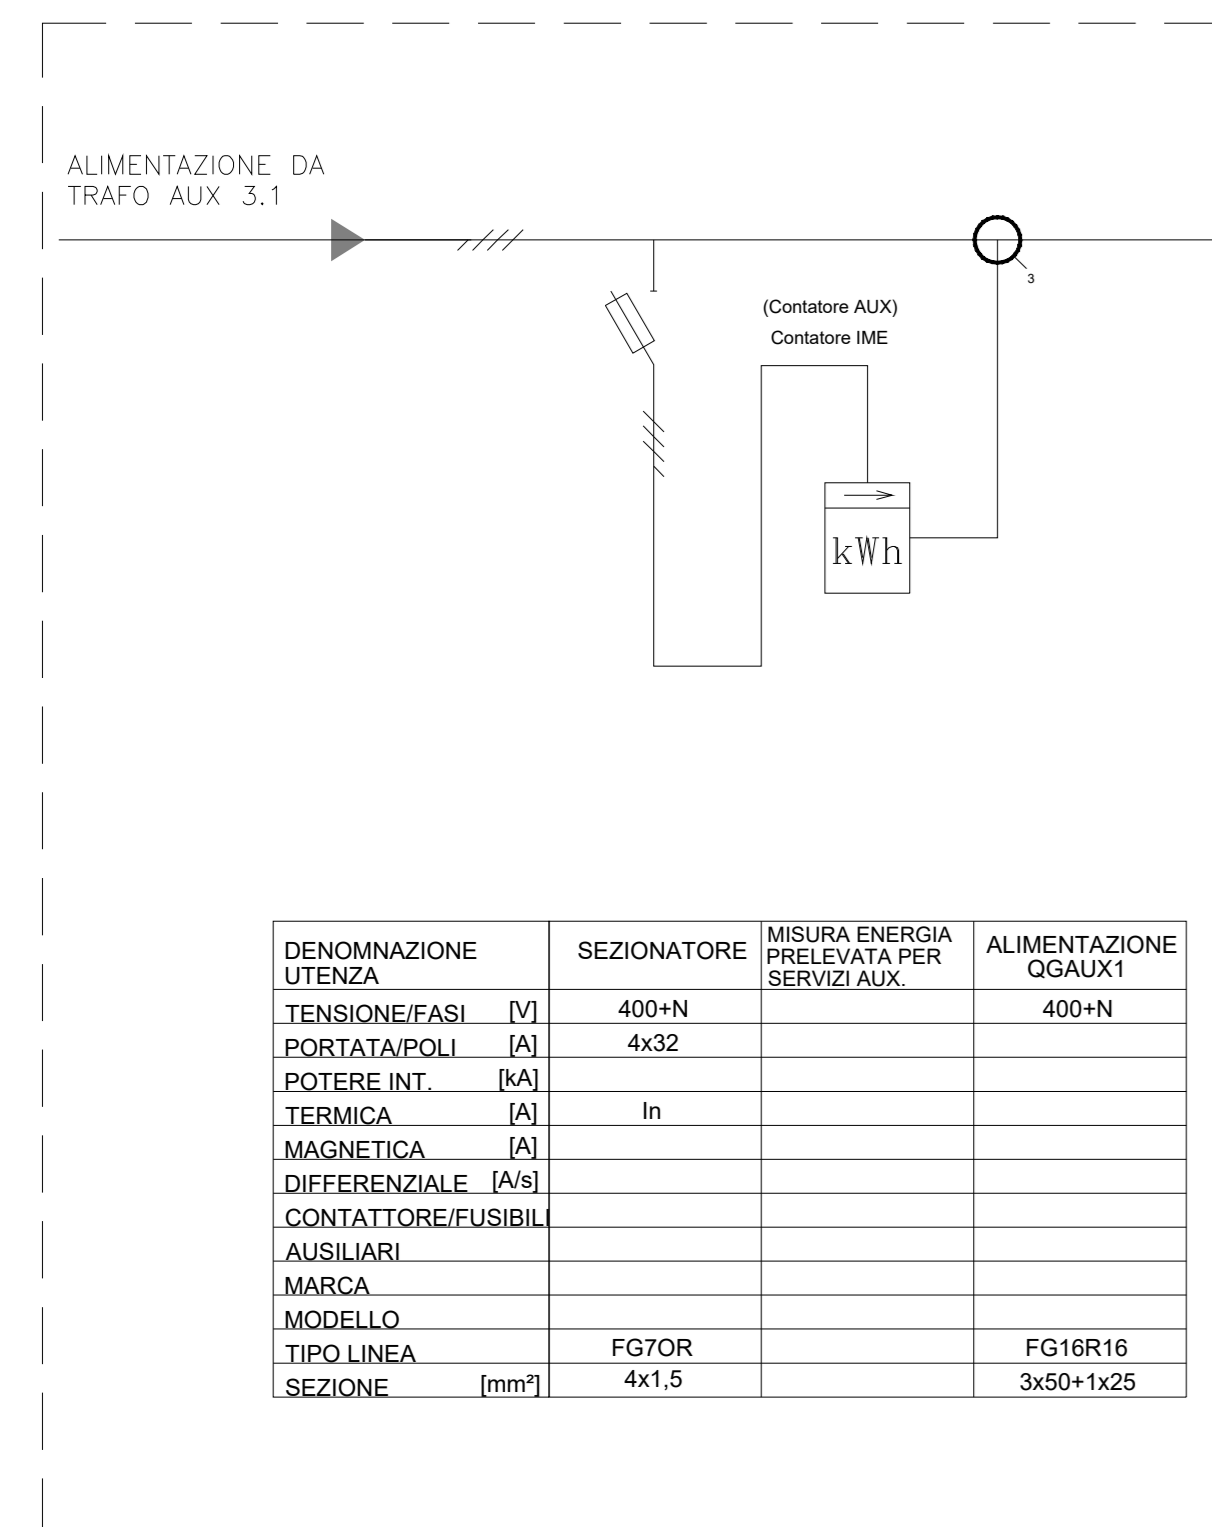 ALIMENTAZIONE DA
TRAFO AUX 3.1
3
(Contatore AUX)
Contatore IME
kWh
DENOMNAZIONE
UTENZA
SEZIONATORE
MISURA ENERGIA
PRELEVATA PER
SERVIZI AUX.
ALIMENTAZIONE
QGAUX1
TENSIONE/FASI [V] 400+N 400+N
PORTATA/POLI [A] 4x32
POTERE INT. [kA]
TERMICA [A] In
MAGNETICA [A]
DIFFERENZIALE [A/s]
CONTATTORE/FUSIBILI
AUSILIARI
MARCA
MODELLO
TIPO LINEA FG7OR FG16R16
SEZIONE [mm²] 4x1,5 3x50+1x25